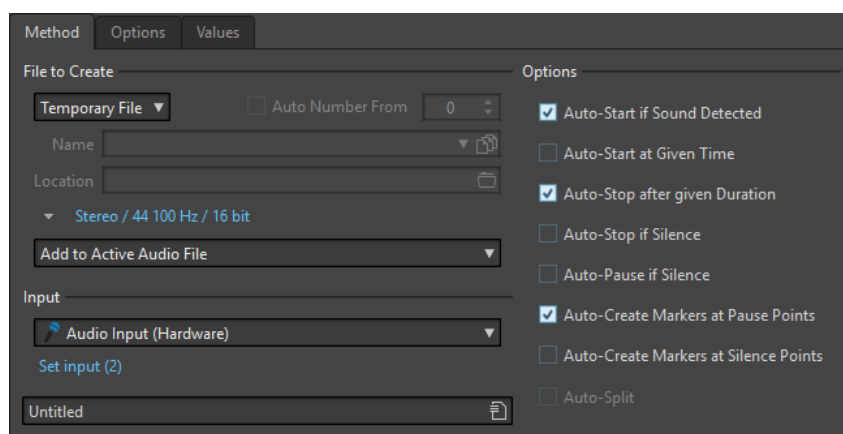 Method
Options
Values
File to Create
Temporary File
Auto Number From
0
Name
Location
Stereo / 44 100 Hz / 16 bit
Add to Active Audio File
Input
Audio Input (Hardware)
Set input (2)
Untitled
Options
Auto-Start if Sound Detected
Auto-Start at Given Time
Auto-Stop after given Duration
Auto-Stop if Silence
Auto-Pause if Silence
Auto-Create Markers at Pause Points
Auto-Create Markers at Silence Points
Auto-Split